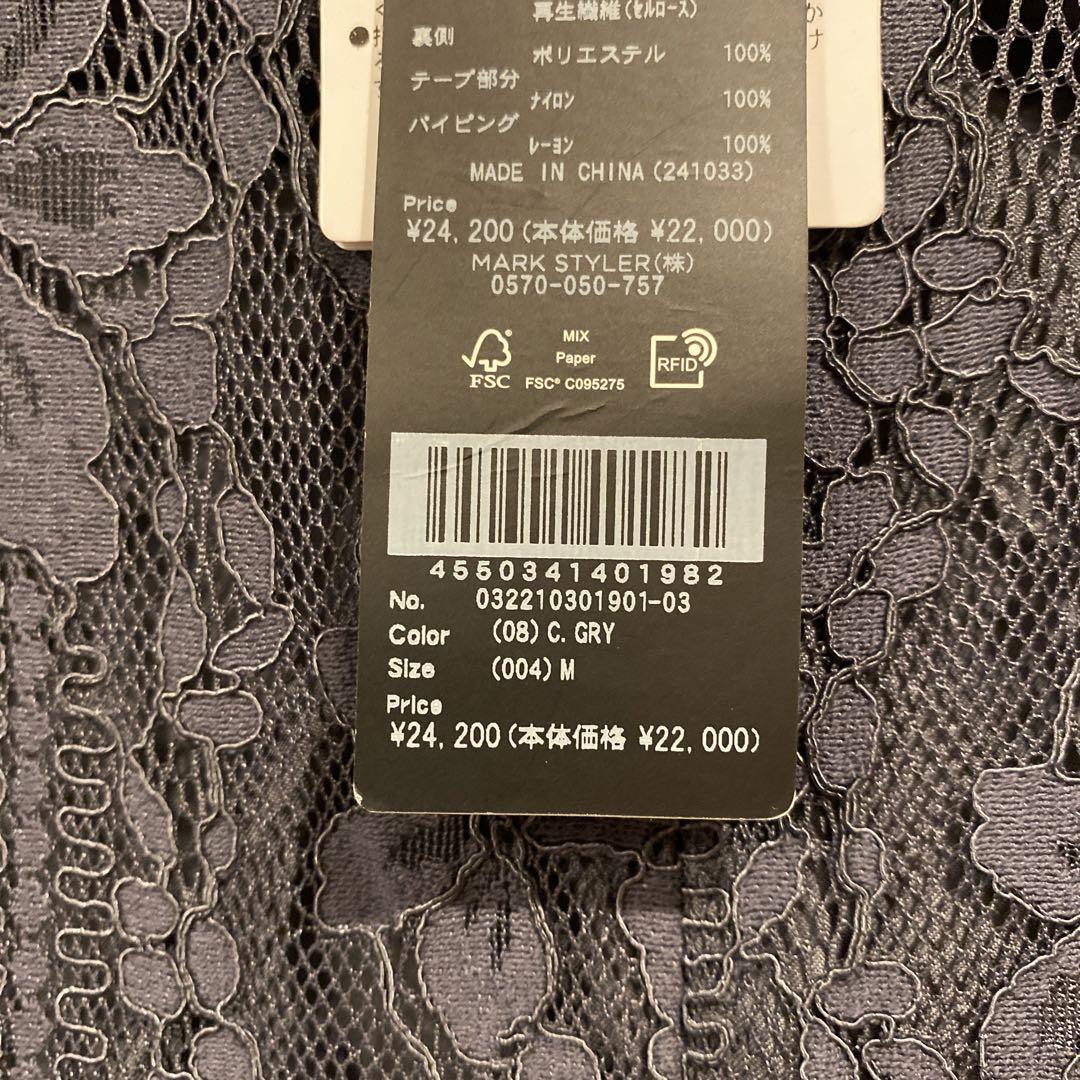 再生繊維(セルロース)
裏側
ポリエステル 100%
テープ部分
ナイロン 100%
パイピング
レーヨン 100%
MADE IN CHINA (241033)
Price
¥24,200(本体価格 ¥22,000)
MARK STYLER(株)
0570-050-757
FSC
MIX
Paper
FSC® C095275
RFID
4550341401982
No. 032210301901-03
Color (08) C. GRY
Size (004) M
Price
¥24,200(本体価格 ¥22,000)